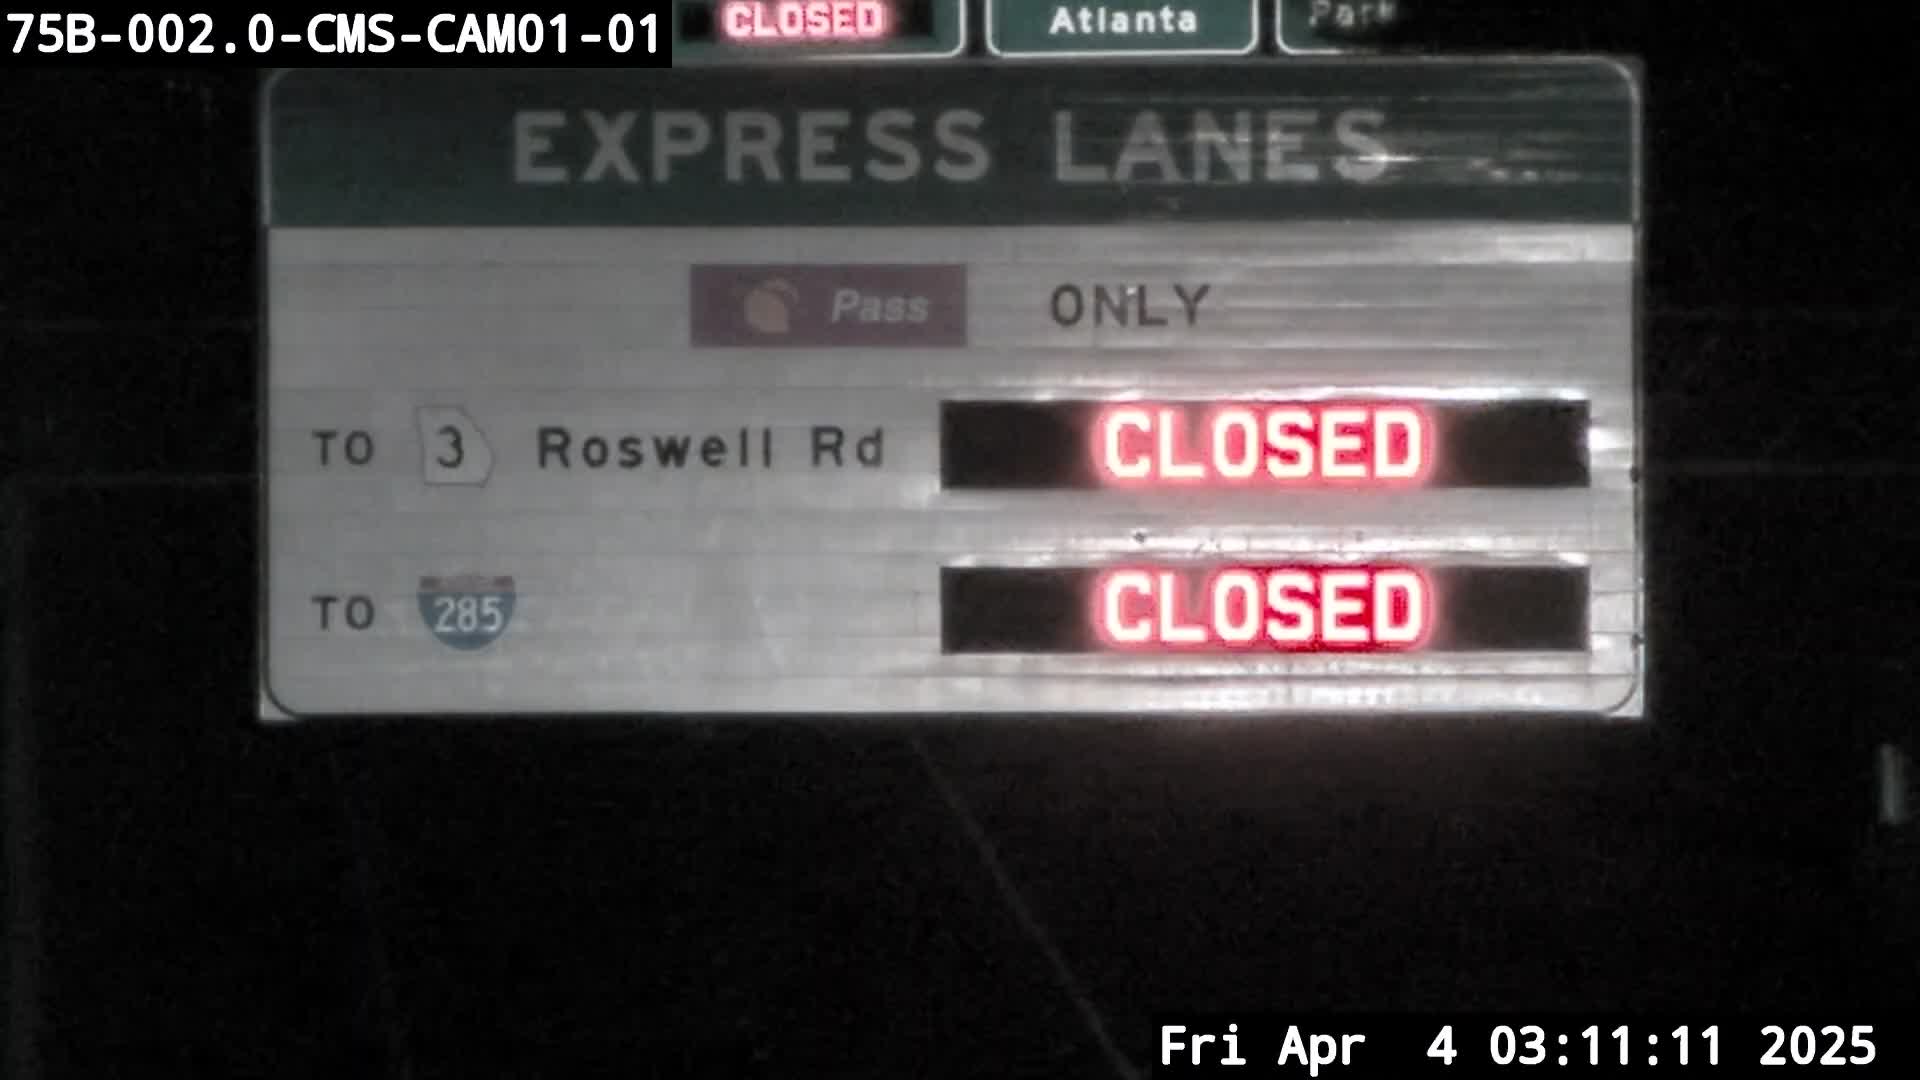 75B-002.0-CMS-CAM01-01
CLOSED
Atlanta
Park
EXPRESS LANES
Pass ONLY
TO 3 Roswell Rd CLOSED
TO 285 CLOSED
Fri Apr 4 03:11:11 2025